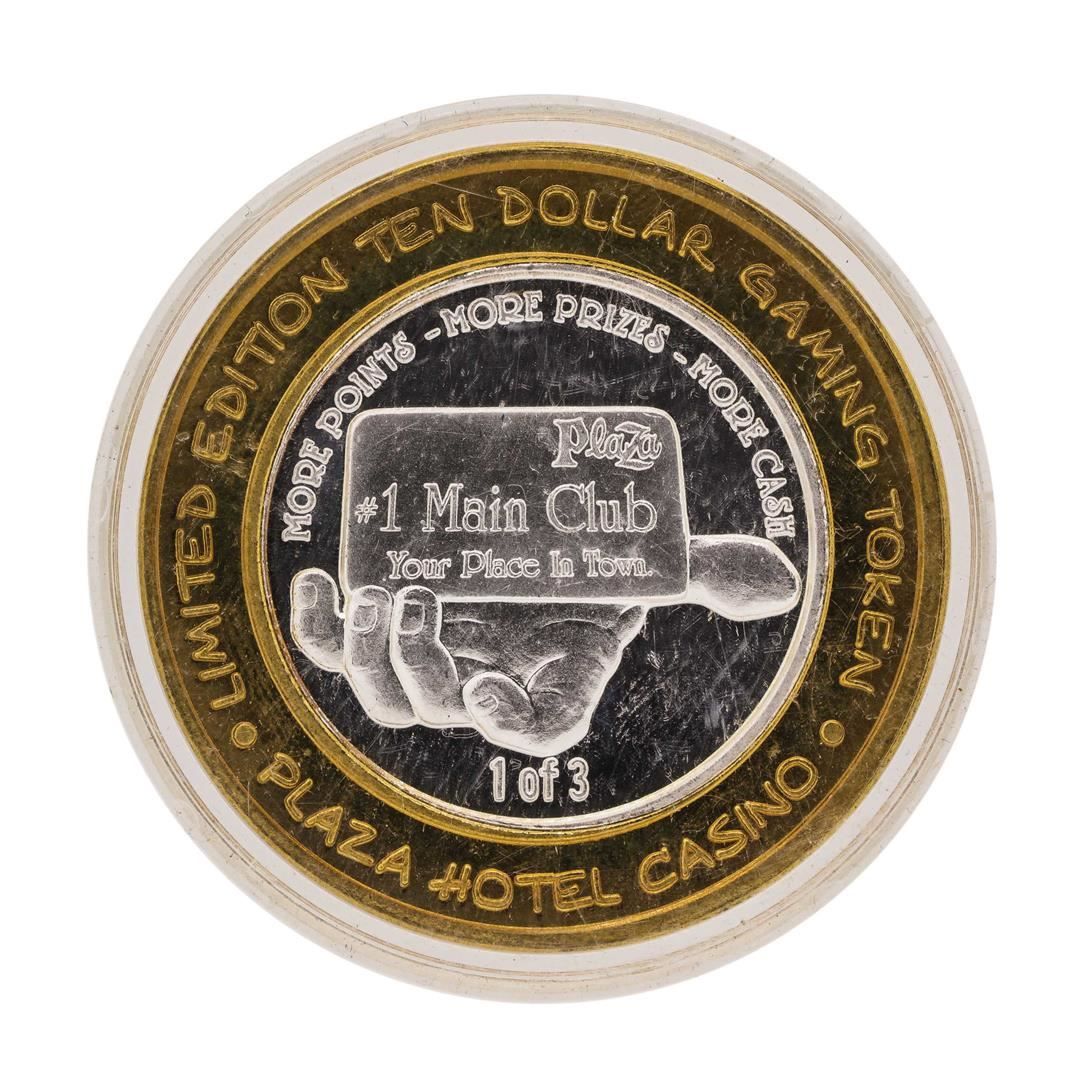 • LIMITED EDITION TEN DOLLAR GAMING TOKEN •
MORE POINTS - MORE PRIZES - MORE CASH
Plaza
#1 Main Club
Your Place In Town.
1 of 3
PLAZA HOTEL CASINO